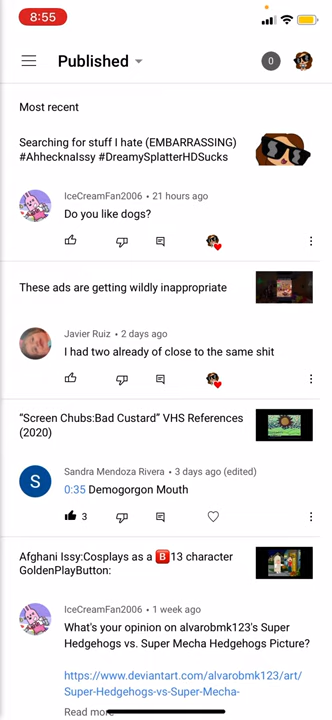 8:55
Published
0
Most recent
Searching for stuff I hate (EMBARRASSING)
#AhhecknaIssy #DreamySplatterHDSucks
IceCreamFan2006 • 21 hours ago
Do you like dogs?
These ads are getting wildly inappropriate
Javier Ruiz • 2 days ago
I had two already of close to the same shit
“Screen Chubs:Bad Custard” VHS References
(2020)
S
Sandra Mendoza Rivera • 3 days ago (edited)
0:35 Demogorgon Mouth
3
Afghani Issy:Cosplays as a 🅱️13 character
GoldenPlayButton:
IceCreamFan2006 • 1 week ago
What's your opinion on alvarobmk123's Super
Hedgehogs vs. Super Mecha Hedgehogs Picture?
https://www.deviantart.com/alvarobmk123/art/
Super-Hedgehogs-vs-Super-Mecha-
Read more